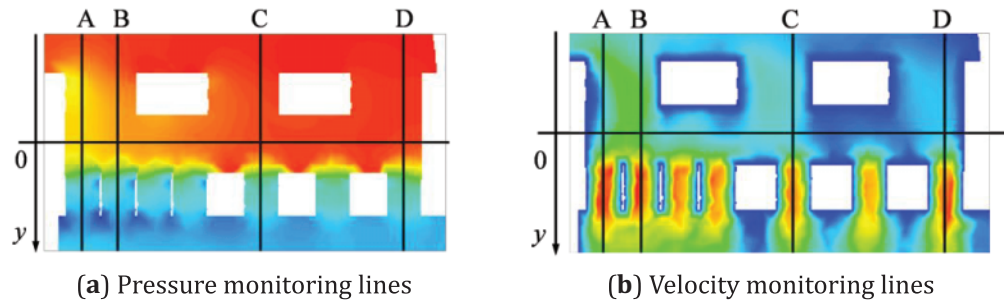 A B C D
A B C D
0
0
y
y
(a) Pressure monitoring lines
(b) Velocity monitoring lines